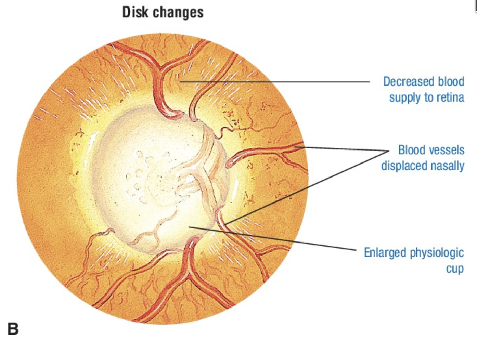 Disk changes
Decreased blood
supply to retina
Blood vessels
displaced nasally
Enlarged physiologic
cup
B